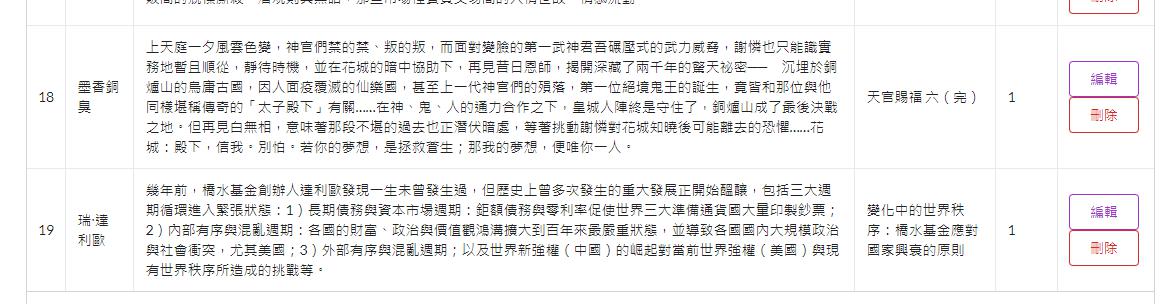 18
墨香銅
臭
上天庭一夕風雲色變，神官們禁的禁、叛的叛，而面對變臉的第一武神君吾碾壓式的武力威脅，謝憐也只能識實
務地暫且順從，靜待時機，並在花城的暗中協助下，再見昔日恩師，揭開深藏了兩千年的驚天祕密── 沉埋於銅
爐山的烏庸古國，因人面疫覆滅的仙樂國，甚至上一代神官們的殞落，第一位絕境鬼王的誕生，竟皆和那位與他
同樣堪稱傳奇的「太子殿下」有關……在神、鬼、人的通力合作之下，皇城人陣終是守住了，銅爐山成了最後決戰
之地。但再見白無相，意味著那段不堪的過去也正潛伏暗處，等著挑動謝憐對花城知曉後可能離去的恐懼……花
城：殿下，信我。別怕。若你的夢想，是拯救蒼生；那我的夢想，便唯你一人。
天官賜福 六（完）
1
編輯
刪除
19
瑞·達
利歐
幾年前，橋水基金創辦人達利歐發現一生未曾發生過，但歷史上曾多次發生的重大發展正開始醞釀，包括三大週
期循環進入緊張狀態：1）長期債務與資本市場週期：鉅額債務與零利率促使世界三大準備通貨國大量印製鈔票；
2）內部有序與混亂週期：各國的財富、政治與價值觀鴻溝擴大到百年來最嚴重狀態，並導致各國國內大規模政治
與社會衝突，尤其美國；3）外部有序與混亂週期；以及世界新強權（中國）的崛起對當前世界強權（美國）與現
有世界秩序所造成的挑戰等。
變化中的世界秩
序：橋水基金應對
國家興衰的原則
1
編輯
刪除